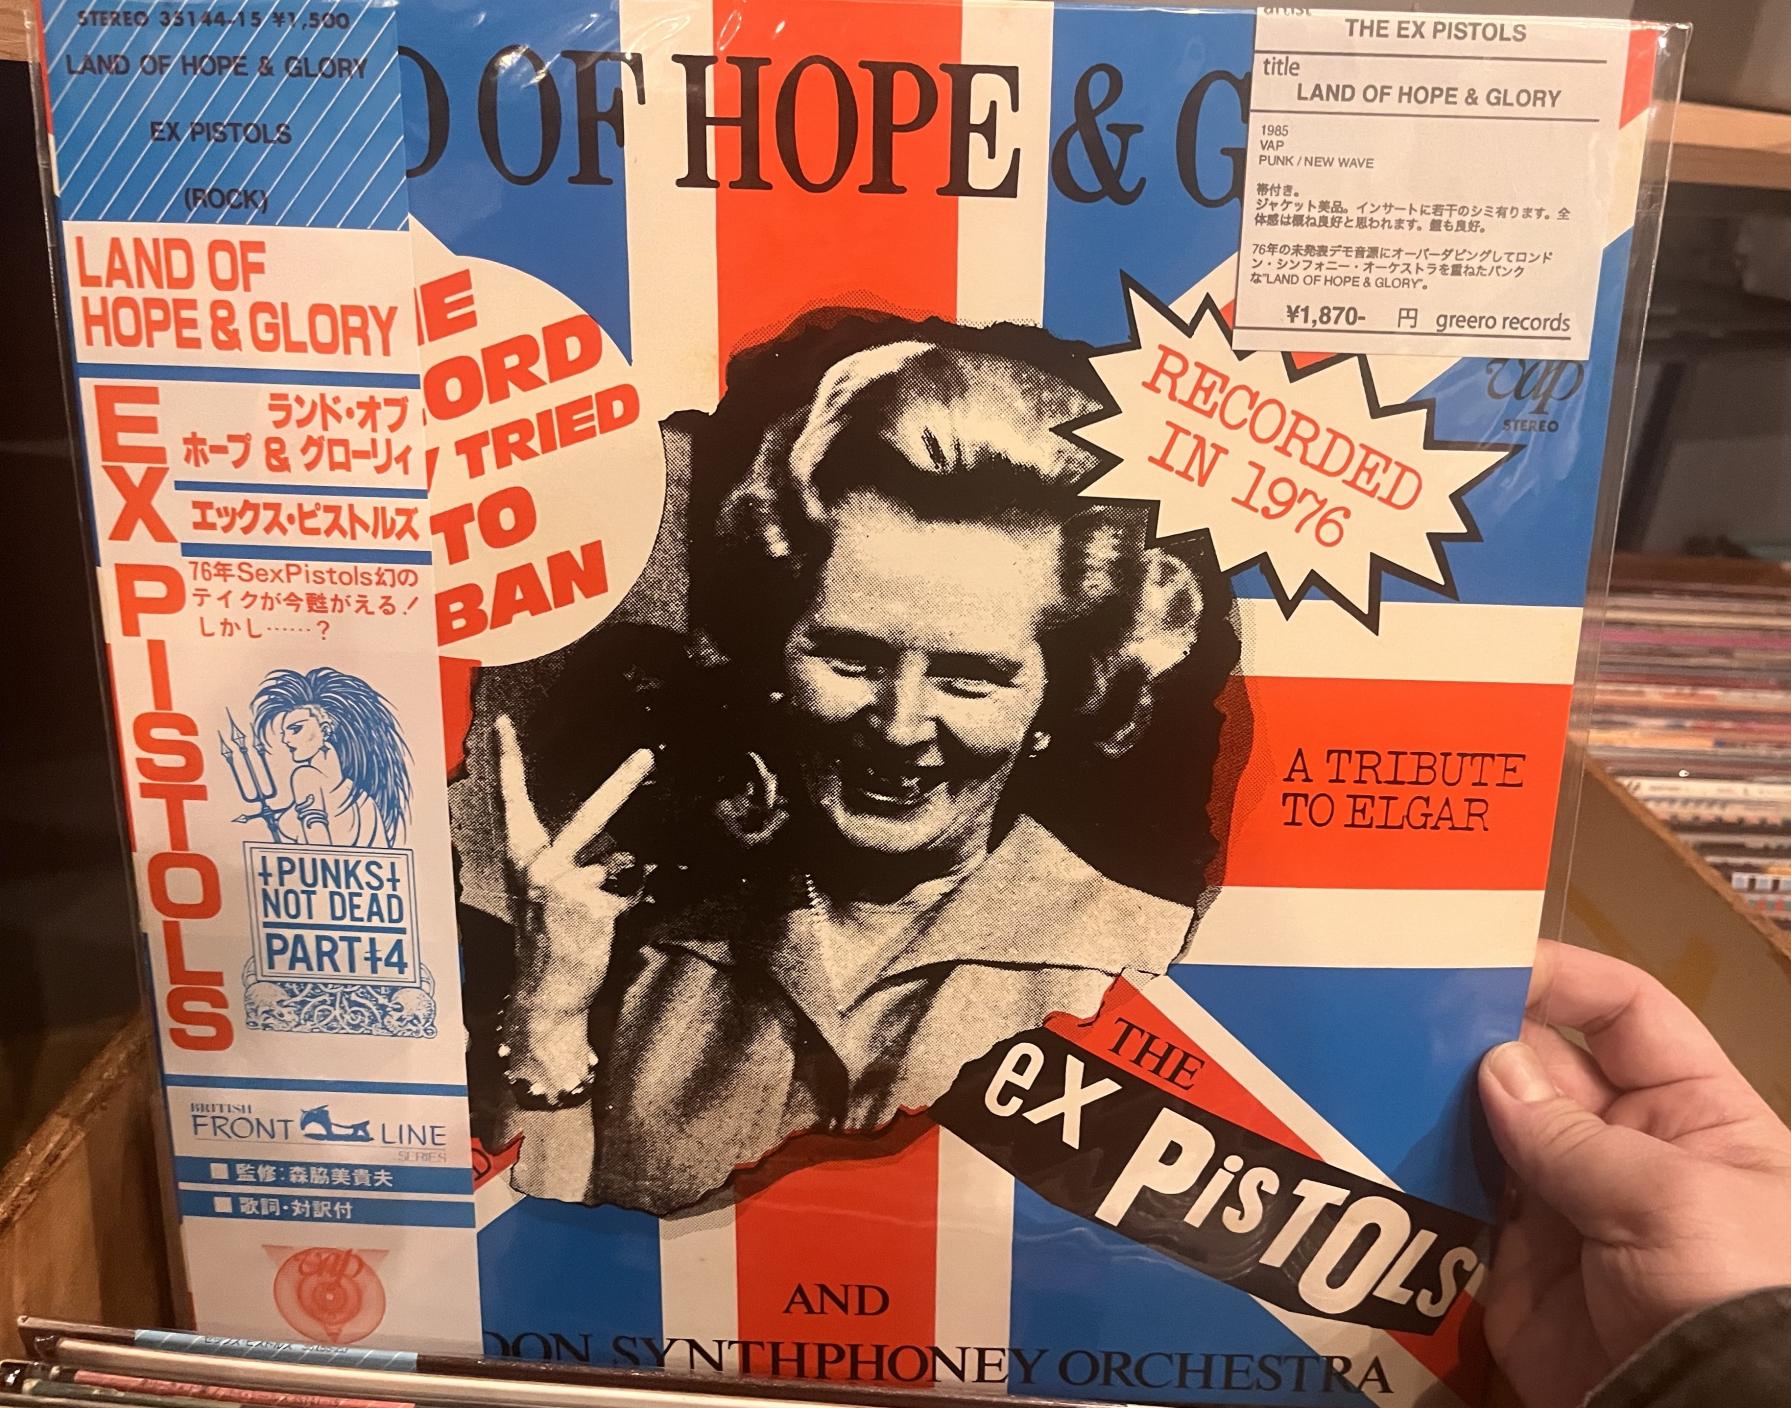 STEREO 35144-15 ¥1,500
LAND OF HOPE & GLORY
EX PISTOLS
(ROCK)
LAND OF
HOPE & GLORY
EX PISTOLS
ランド・オブ
ホープ & グローリィ
エックス・ピストルズ
76年SexPistols幻の
テイクが今甦がえる!
しかし……?
†PUNKS†
NOT DEAD
PART†4
BRITISH
FRONT LINE
SERIES
■監修:森脇美貴夫
■歌詞・対訳付
vap
D OF HOPE & G
ORD
TRIED
TO
BAN
RECORDED
IN 1976
vap
STEREO
A TRIBUTE
TO ELGAR
THE
eX PiSTOLS
AND
DON SYNTHPHONEY ORCHESTRA
artist
THE EX PISTOLS
title
LAND OF HOPE & GLORY
1985
VAP
PUNK / NEW WAVE
帯付き。
ジャケット美品。インサートに若干のシミ有ります。全
体感は概ね良好と思われます。盤も良好。
76年の未発表デモ音源にオーバーダビングしてロンド
ン・シンフォニー・オーケストラを重ねたパンク
な"LAND OF HOPE & GLORY"。
¥1,870- 円 greero records